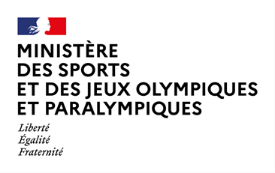 MINISTÈRE
DES SPORTS
ET DES JEUX OLYMPIQUES
ET PARALYMPIQUES
Liberté
Égalité
Fraternité